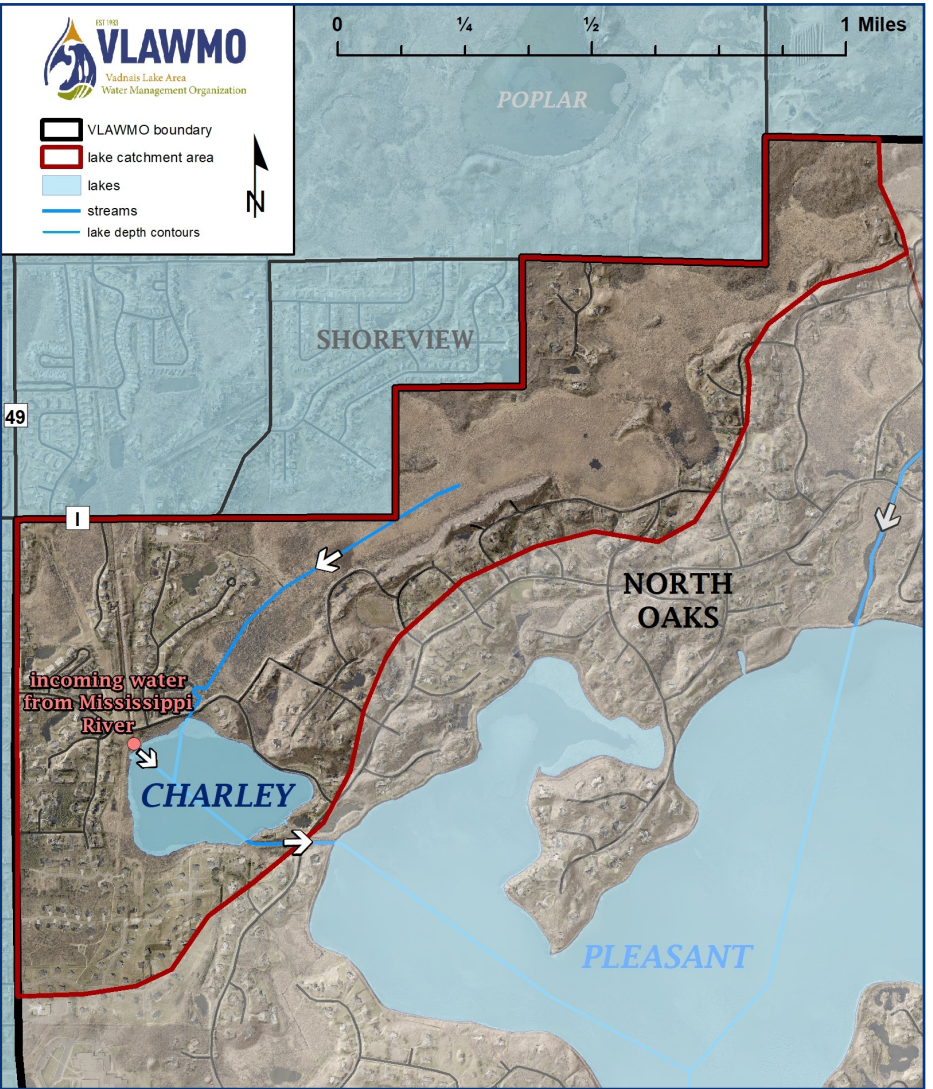 EST 1983
VLAWMO
Vadnais Lake Area
Water Management Organization
VLAWMO boundary
lake catchment area
lakes
streams
lake depth contours
N
0 ¼ ½ 1 Miles
POPLAR
SHOREVIEW
49
I
NORTH
OAKS
incoming water
from Mississippi
River
CHARLEY
PLEASANT